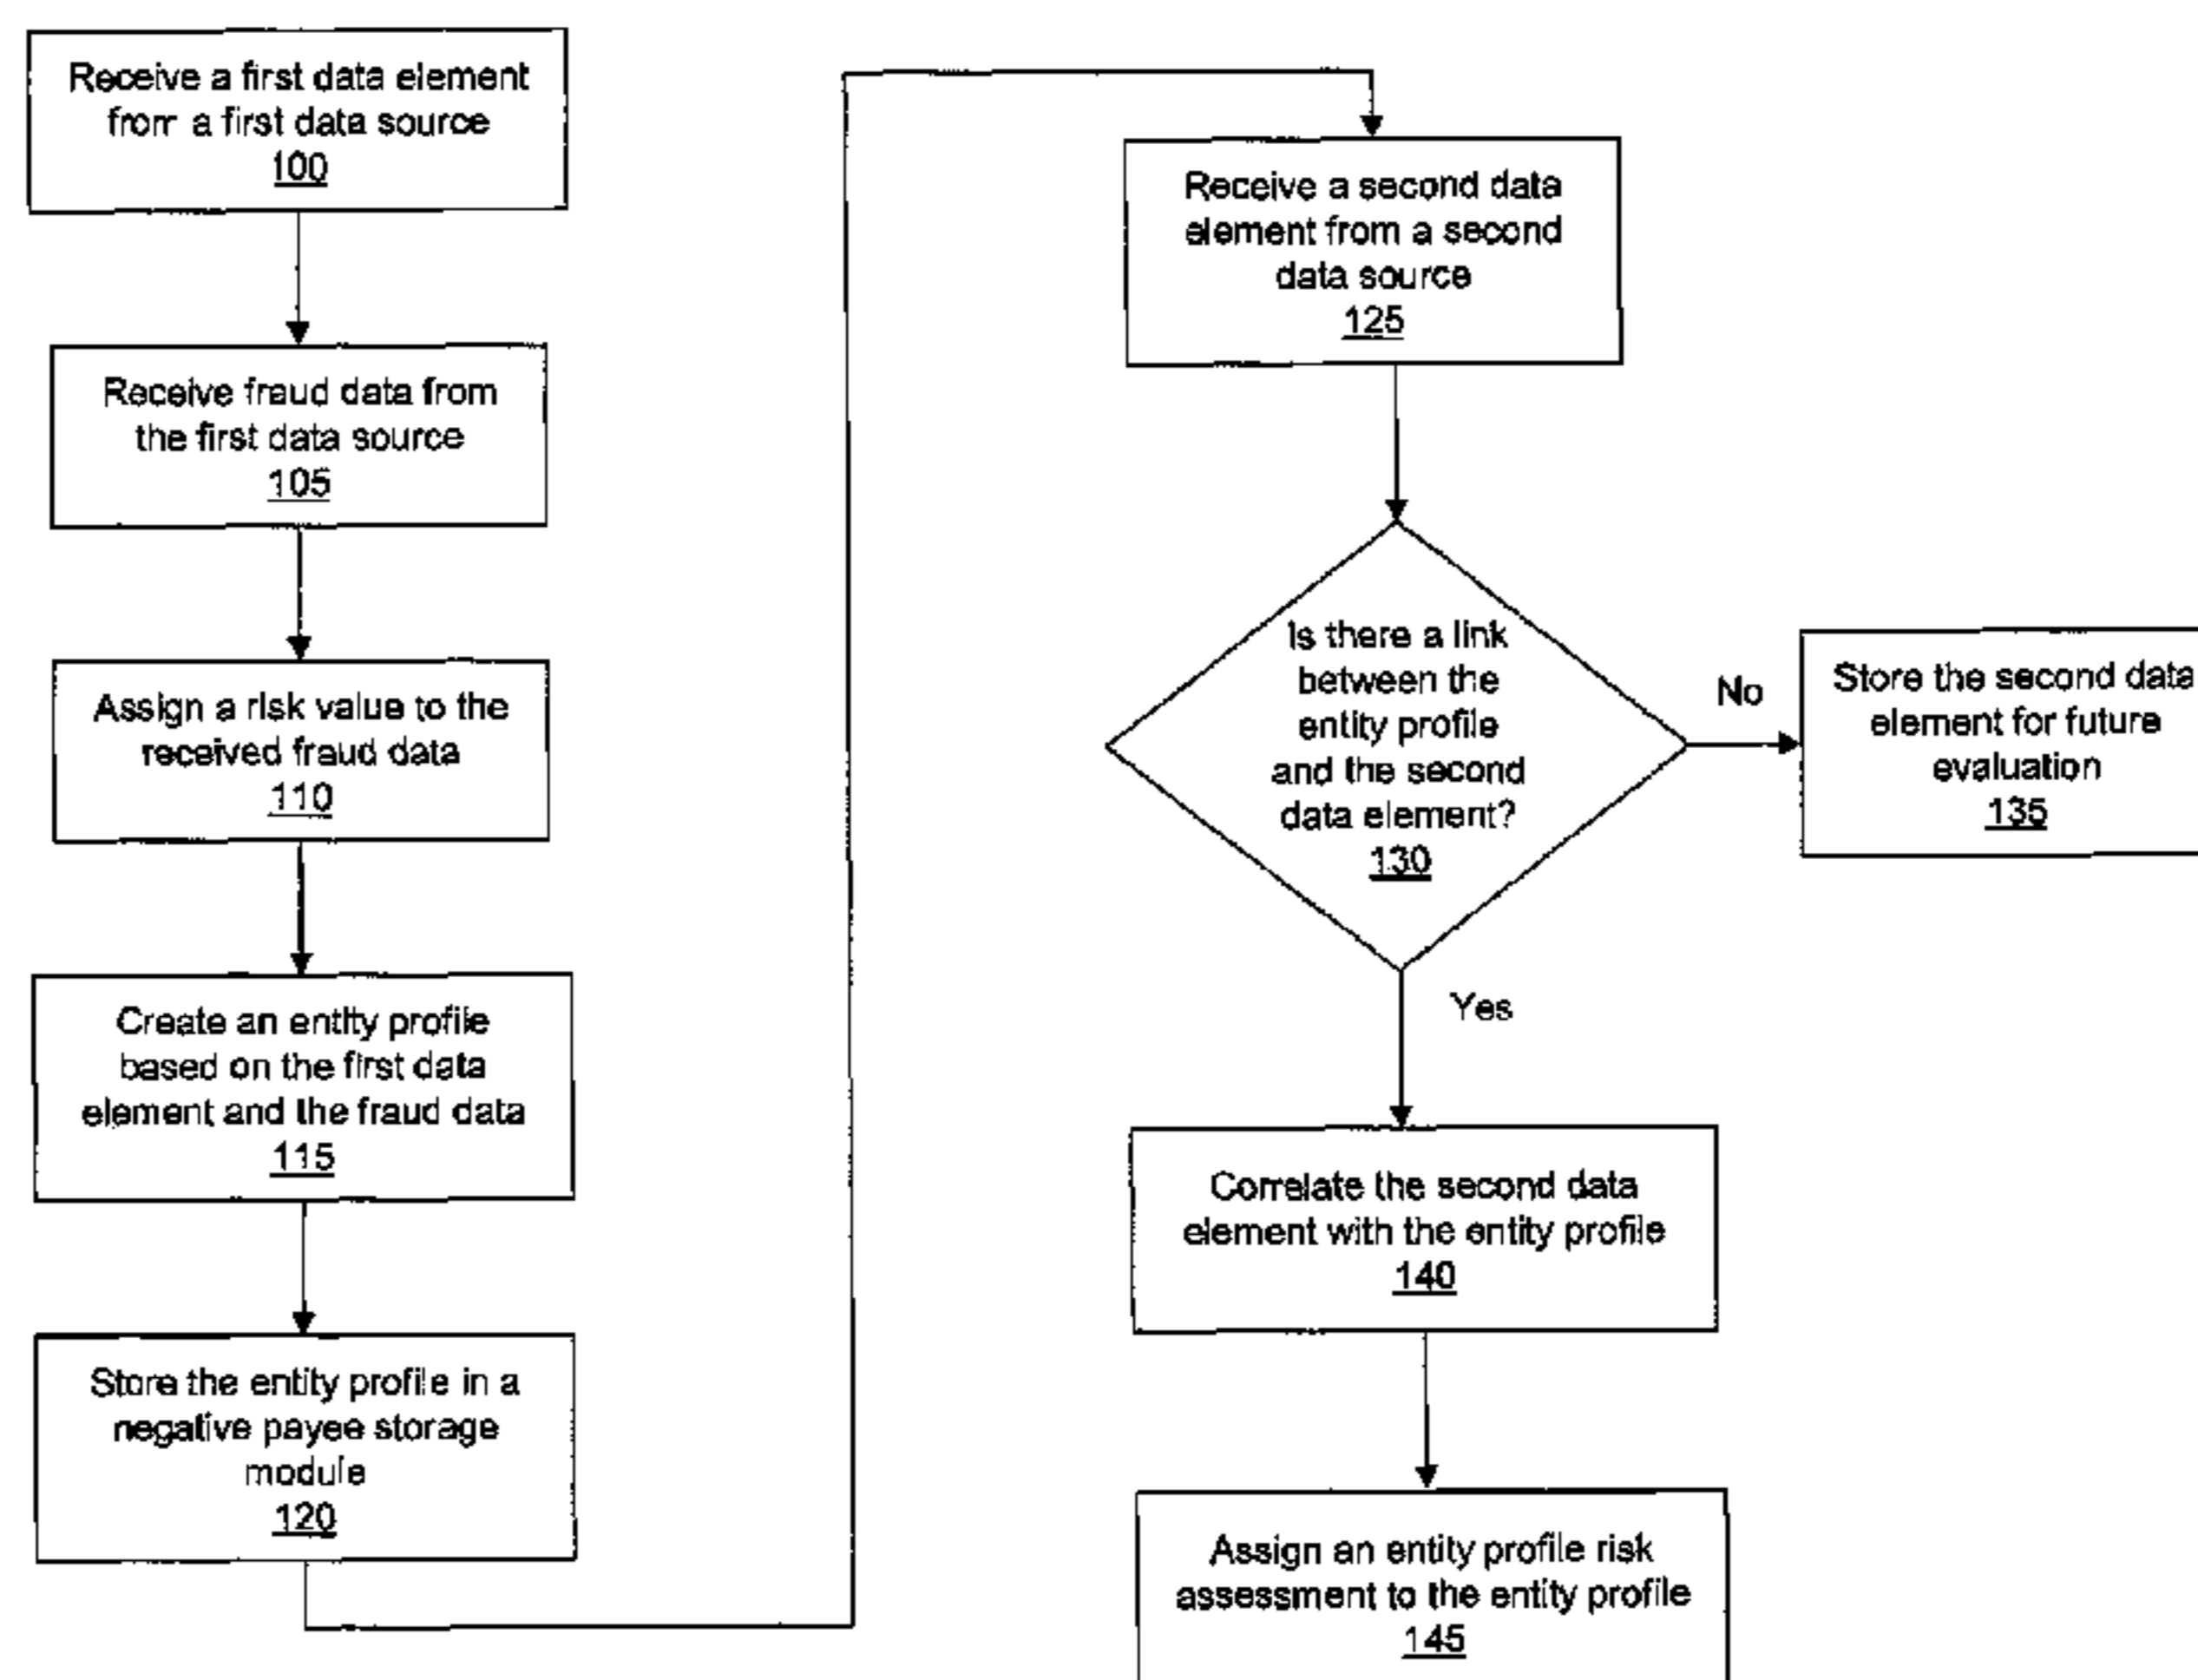 Receive a first data element
from a first data source
100
Receive fraud data from
the first data source
105
Assign a risk value to the
received fraud data
110
Create an entity profile
based on the first data
element and the fraud data
115
Store the entity profile in a
negative payee storage
module
120
Receive a second data
element from a second
data source
125
Is there a link
between the
entity profile
and the second
data element?
130
No
Store the second data
element for future
evaluation
135
Yes
Correlate the second data
element with the entity profile
140
Assign an entity profile risk
assessment to the entity profile
145